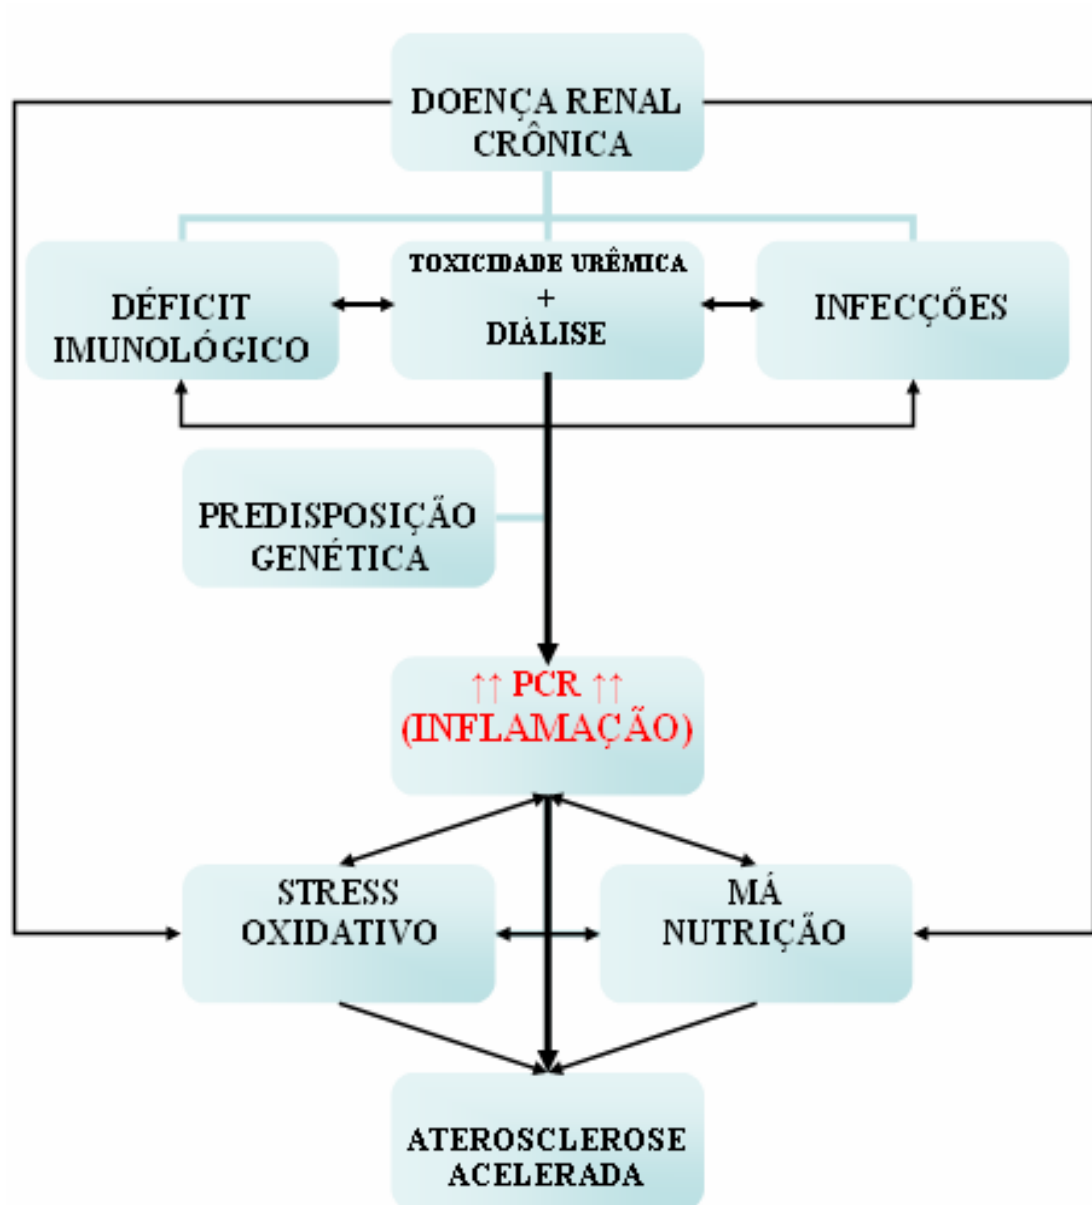 DOENÇA RENAL
CRÔNICA
DÉFICIT
IMUNOLÓGICO
TOXICIDADE URÊMICA
+
DIÁLISE
INFECÇÕES
PREDISPOSIÇÃO
GENÉTICA
↑↑ PCR ↑↑
(INFLAMAÇÃO)
STRESS
OXIDATIVO
MÁ
NUTRIÇÃO
ATEROSCLEROSE
ACELERADA